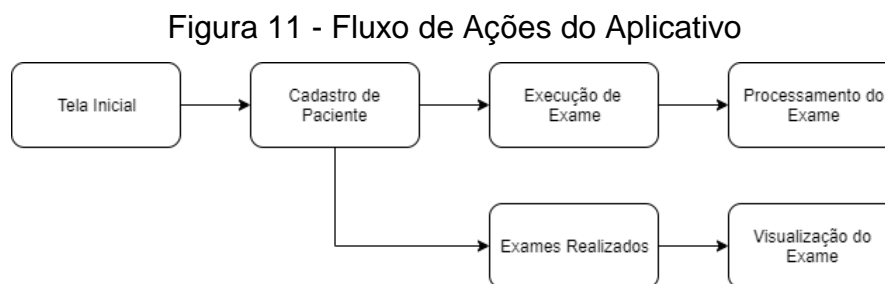 Figura 11 - Fluxo de Ações do Aplicativo
Tela Inicial
Cadastro de
Paciente
Execução de
Exame
Processamento do
Exame
Exames Realizados
Visualização do
Exame